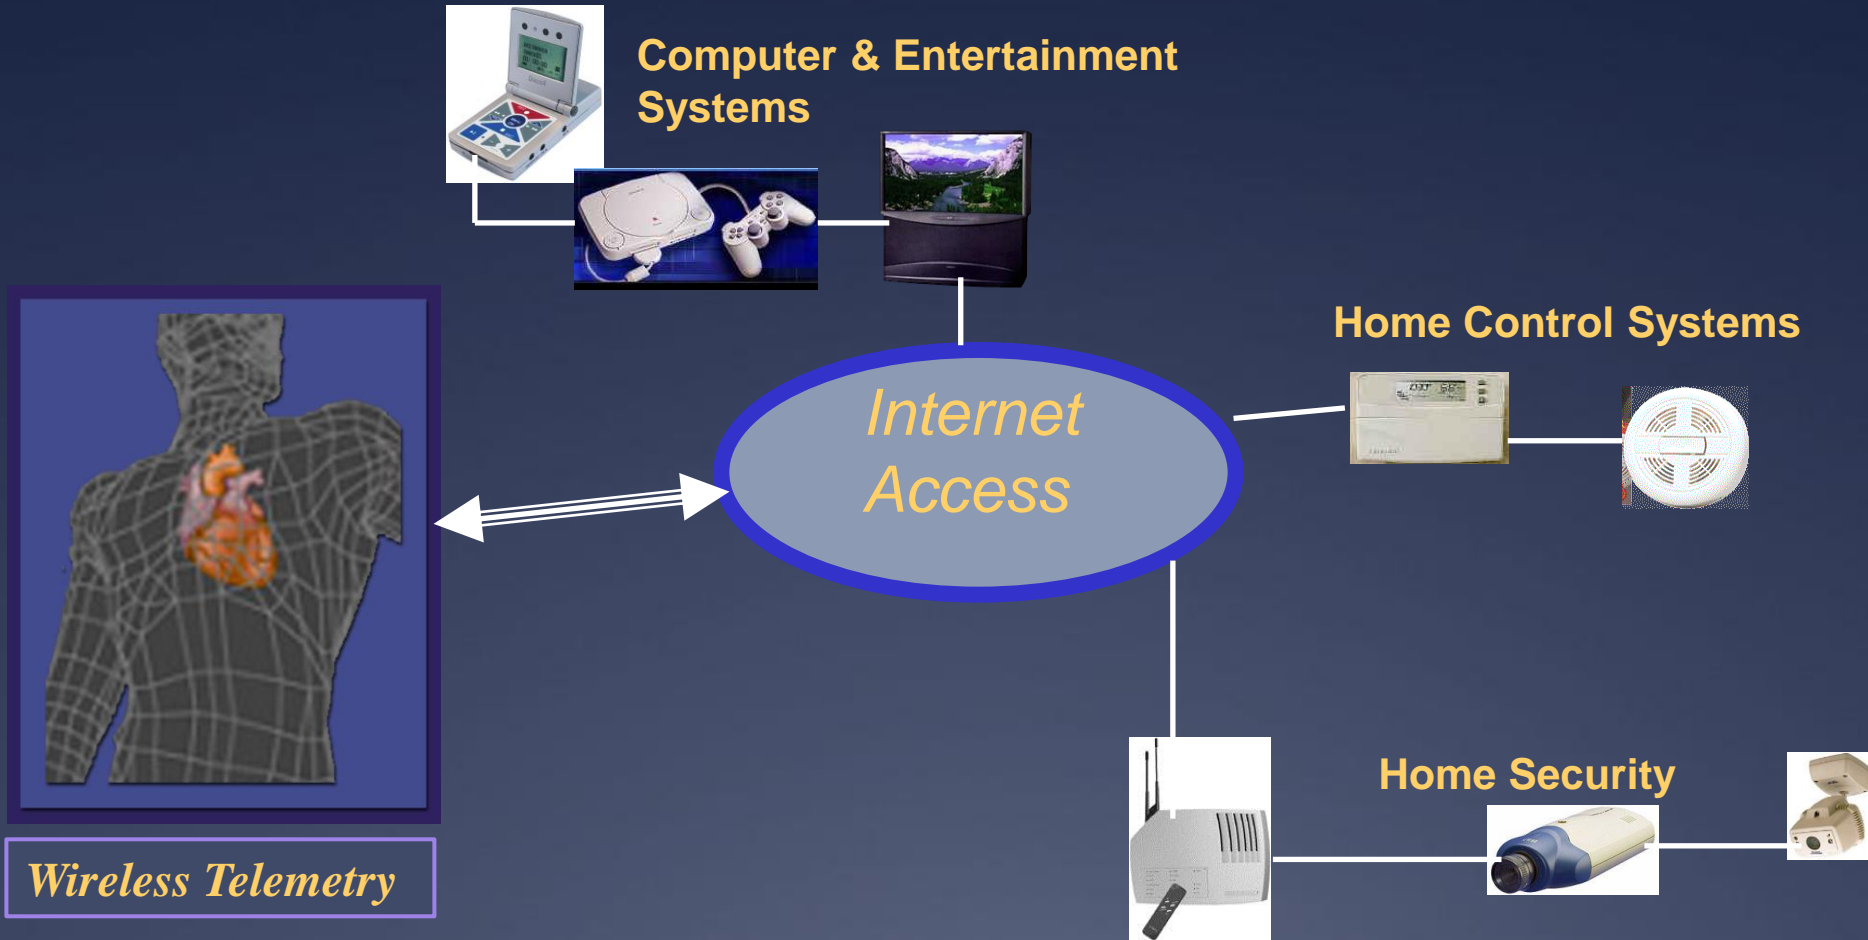 Computer & Entertainment
Systems
Home Control Systems
Internet
Access
Home Security
Wireless Telemetry